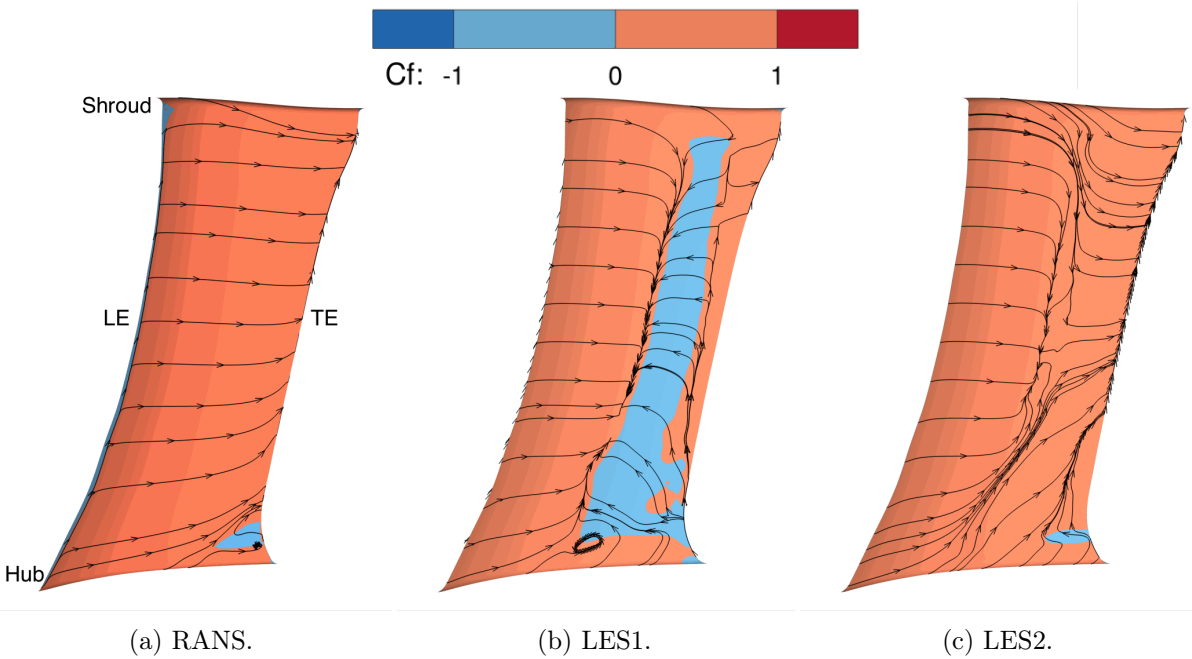 Cf: -1 0 1
Shroud
LE
TE
Hub
(a) RANS.
(b) LES1.
(c) LES2.